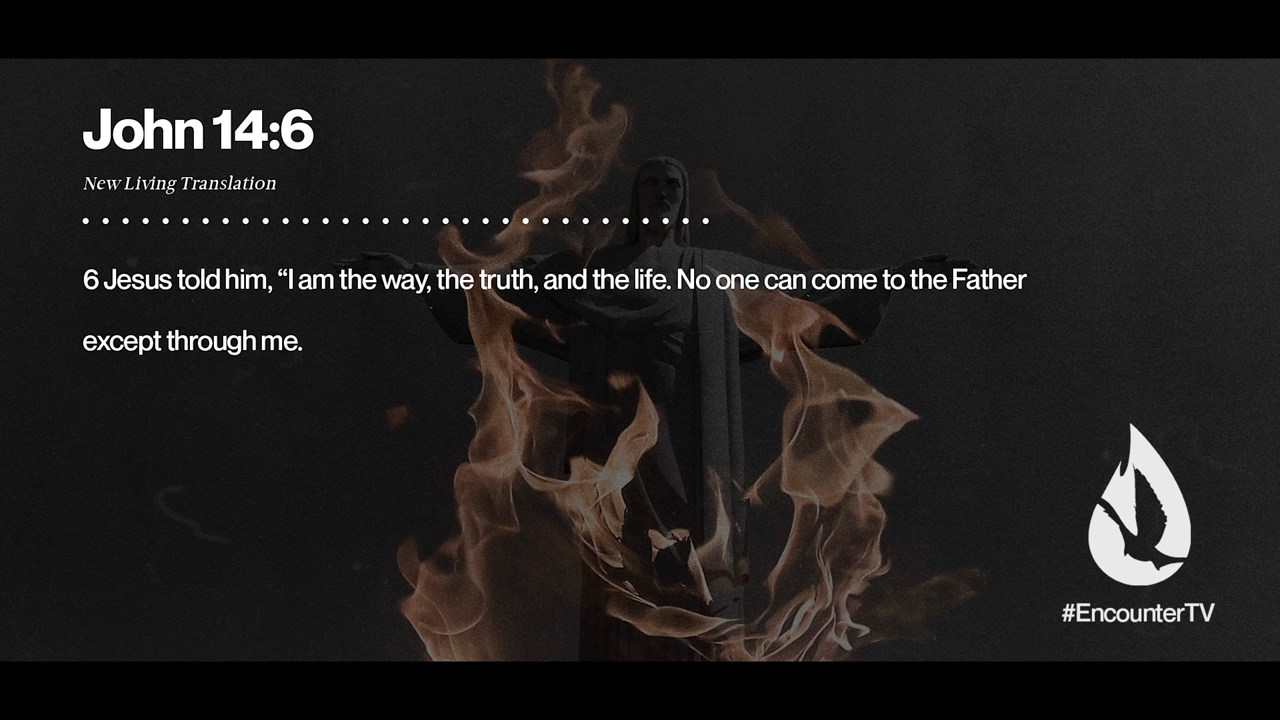 John 14:6
New Living Translation
6 Jesus told him, “I am the way, the truth, and the life. No one can come to the Father
except through me.
#EncounterTV